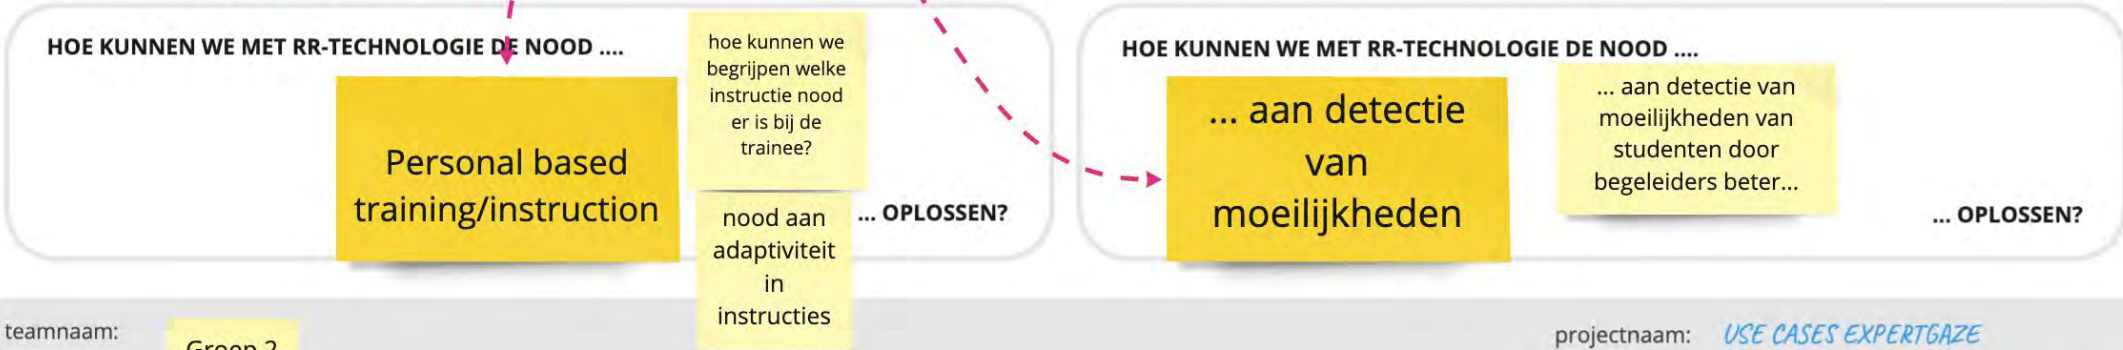 HOE KUNNEN WE MET RR-TECHNOLOGIE DE NOOD ....
Personal based
training/instruction
hoe kunnen we
begrijpen welke
instructie nood
er is bij de
trainee?
nood aan
adaptiviteit
in
instructies
... OPLOSSEN?
HOE KUNNEN WE MET RR-TECHNOLOGIE DE NOOD ....
... aan detectie
van
moeilijkheden
... aan detectie van
moeilijkheden van
studenten door
begeleiders beter...
... OPLOSSEN?
teamnaam:
Groep 2
projectnaam: USE CASES EXPERTGAZE